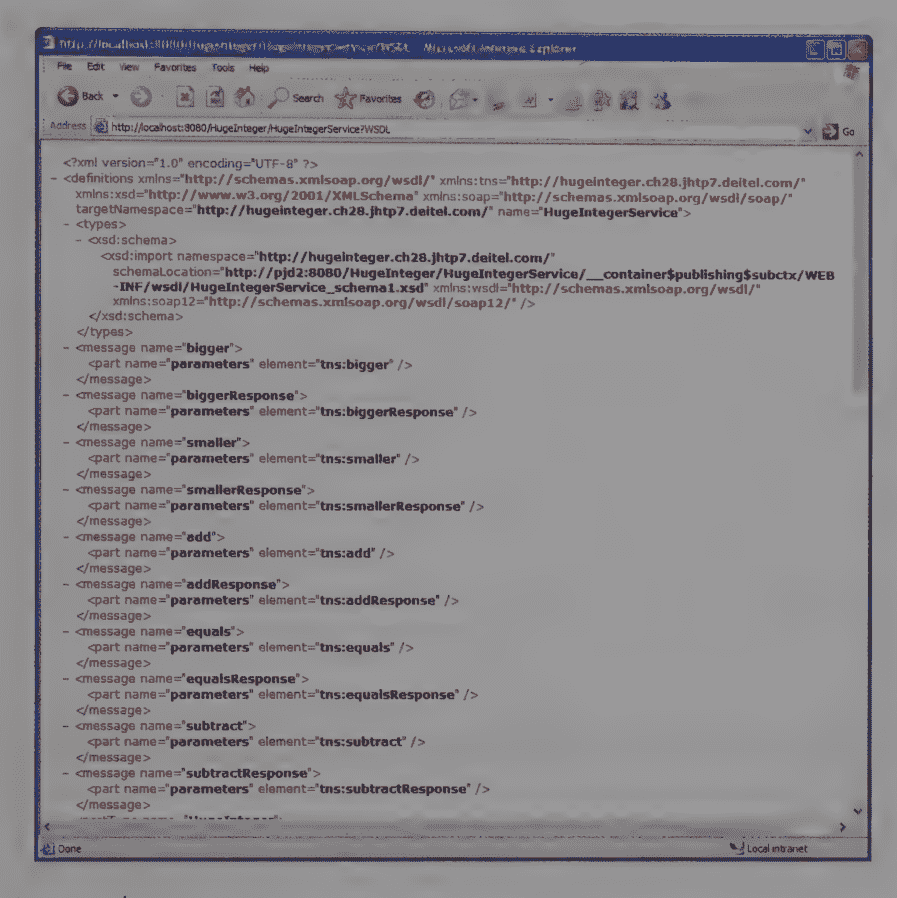 http://localhost:8080/HugeInteger/HugeIntegerService?WSDL - Microsoft Internet Explorer
File Edit View Favorites Tools Help
Back Search Favorites
Address http://localhost:8080/HugeInteger/HugeIntegerService?WSDL Go
<?xml version="1.0" encoding="UTF-8" ?>
- <definitions xmlns="http://schemas.xmlsoap.org/wsdl/" xmlns:tns="http://hugeinteger.ch28.jhtp7.deitel.com/"
xmlns:xsd="http://www.w3.org/2001/XMLSchema" xmlns:soap="http://schemas.xmlsoap.org/wsdl/soap/"
targetNamespace="http://hugeinteger.ch28.jhtp7.deitel.com/" name="HugeIntegerService">
- <types>
- <xsd:schema>
<xsd:import namespace="http://hugeinteger.ch28.jhtp7.deitel.com/"
schemaLocation="http://pjd2:8080/HugeInteger/HugeIntegerService/__container$publishing$subctx/WEB
-INF/wsdl/HugeIntegerService_schema1.xsd" xmlns:wsdl="http://schemas.xmlsoap.org/wsdl/"
xmlns:soap12="http://schemas.xmlsoap.org/wsdl/soap12/" />
</xsd:schema>
</types>
- <message name="bigger">
<part name="parameters" element="tns:bigger" />
</message>
- <message name="biggerResponse">
<part name="parameters" element="tns:biggerResponse" />
</message>
- <message name="smaller">
<part name="parameters" element="tns:smaller" />
</message>
- <message name="smallerResponse">
<part name="parameters" element="tns:smallerResponse" />
</message>
- <message name="add">
<part name="parameters" element="tns:add" />
</message>
- <message name="addResponse">
<part name="parameters" element="tns:addResponse" />
</message>
- <message name="equals">
<part name="parameters" element="tns:equals" />
</message>
- <message name="equalsResponse">
<part name="parameters" element="tns:equalsResponse" />
</message>
- <message name="subtract">
<part name="parameters" element="tns:subtract" />
</message>
- <message name="subtractResponse">
<part name="parameters" element="tns:subtractResponse" />
</message>
- <portType name="HugeInteger">
Done Local intranet